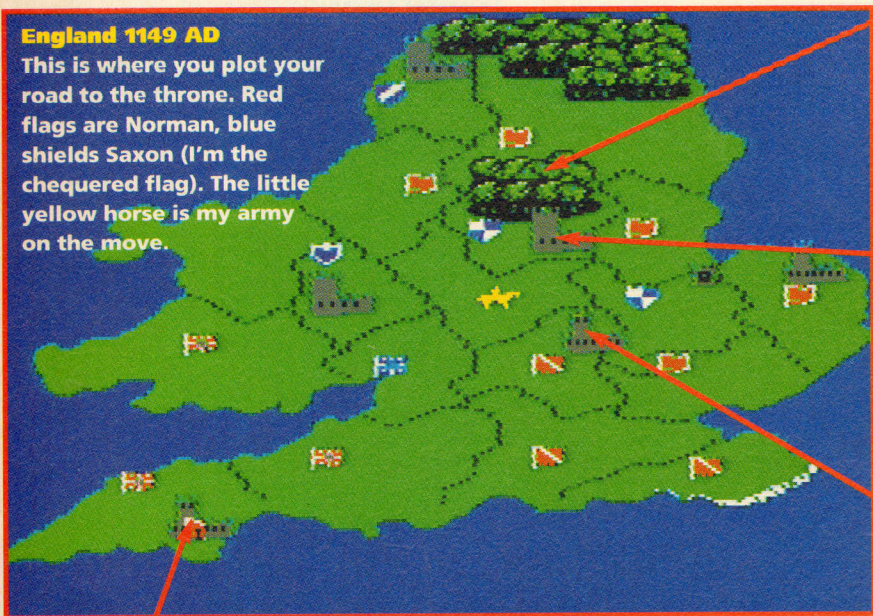 England 1149 AD
This is where you plot your
road to the throne. Red
flags are Norman, blue
shields Saxon (I'm the
chequered flag). The little
yellow horse is my army
on the move.